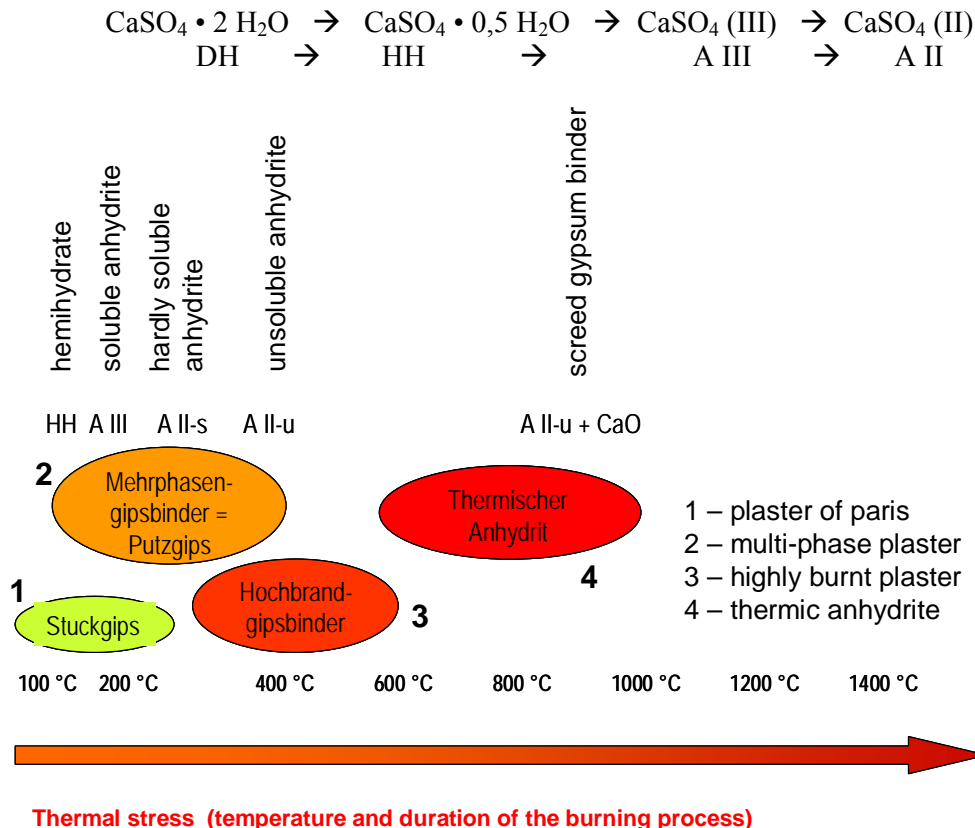 CaSO₄ • 2 H₂O → CaSO₄ • 0,5 H₂O → CaSO₄ (III) → CaSO₄ (II)
DH → HH → A III → A II
hemihydrate
soluble anhydrite
hardly soluble
anhydrite
unsoluble anhydrite
screed gypsum binder
HH A III A II-s A II-u A II-u + CaO
2
Mehrphasen-
gipsbinder =
Putzgips
Thermischer
Anhydrit
4
1
Stuckgips
Hochbrand-
gipsbinder
3
1 – plaster of paris
2 – multi-phase plaster
3 – highly burnt plaster
4 – thermic anhydrite
100 °C 200 °C 400 °C 600 °C 800 °C 1000 °C 1200 °C 1400 °C
Thermal stress (temperature and duration of the burning process)